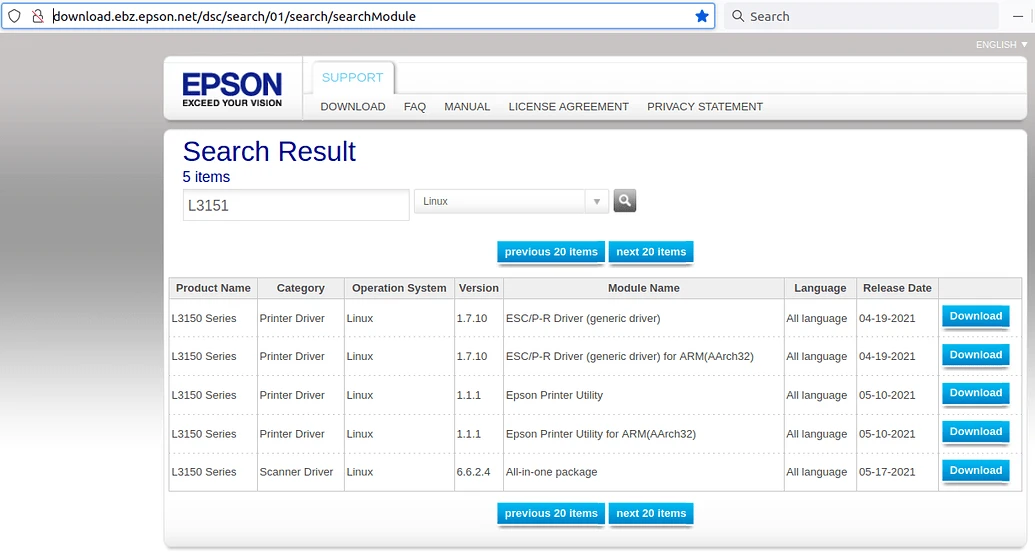 download.ebz.epson.net/dsc/search/01/search/searchModule
Search
ENGLISH
EPSON
EXCEED YOUR VISION
SUPPORT
DOWNLOAD FAQ MANUAL LICENSE AGREEMENT PRIVACY STATEMENT
Search Result
5 items
L3151 Linux
previous 20 items next 20 items
Product Name Category Operation System Version Module Name Language Release Date
L3150 Series Printer Driver Linux 1.7.10 ESC/P-R Driver (generic driver) All language 04-19-2021 Download
L3150 Series Printer Driver Linux 1.7.10 ESC/P-R Driver (generic driver) for ARM(AArch32) All language 04-19-2021 Download
L3150 Series Printer Driver Linux 1.1.1 Epson Printer Utility All language 05-10-2021 Download
L3150 Series Printer Driver Linux 1.1.1 Epson Printer Utility for ARM(AArch32) All language 05-10-2021 Download
L3150 Series Scanner Driver Linux 6.6.2.4 All-in-one package All language 05-17-2021 Download
previous 20 items next 20 items